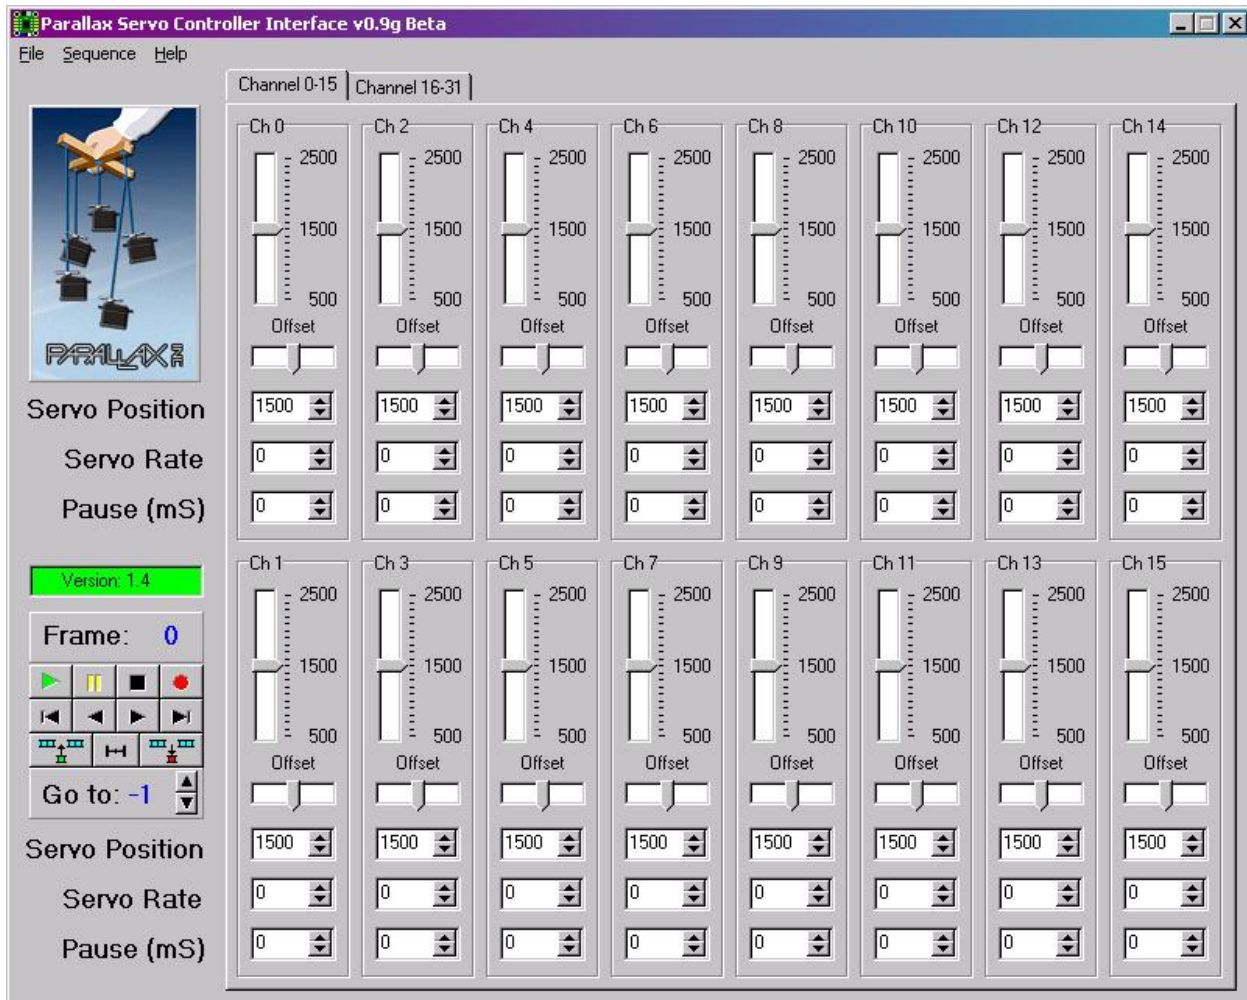 Parallax Servo Controller Interface v0.9g Beta
File Sequence Help
Channel 0-15 Channel 16-31
PARALLAX INC
Ch 0 Ch 2 Ch 4 Ch 6 Ch 8 Ch 10 Ch 12 Ch 14
2500 2500 2500 2500 2500 2500 2500 2500
1500 1500 1500 1500 1500 1500 1500 1500
500 500 500 500 500 500 500 500
Offset Offset Offset Offset Offset Offset Offset Offset
Servo Position 1500 1500 1500 1500 1500 1500 1500 1500
Servo Rate 0 0 0 0 0 0 0 0
Pause (mS) 0 0 0 0 0 0 0 0
Version: 1.4
Frame: 0
Go to: -1
Ch 1 Ch 3 Ch 5 Ch 7 Ch 9 Ch 11 Ch 13 Ch 15
2500 2500 2500 2500 2500 2500 2500 2500
1500 1500 1500 1500 1500 1500 1500 1500
500 500 500 500 500 500 500 500
Offset Offset Offset Offset Offset Offset Offset Offset
Servo Position 1500 1500 1500 1500 1500 1500 1500 1500
Servo Rate 0 0 0 0 0 0 0 0
Pause (mS) 0 0 0 0 0 0 0 0